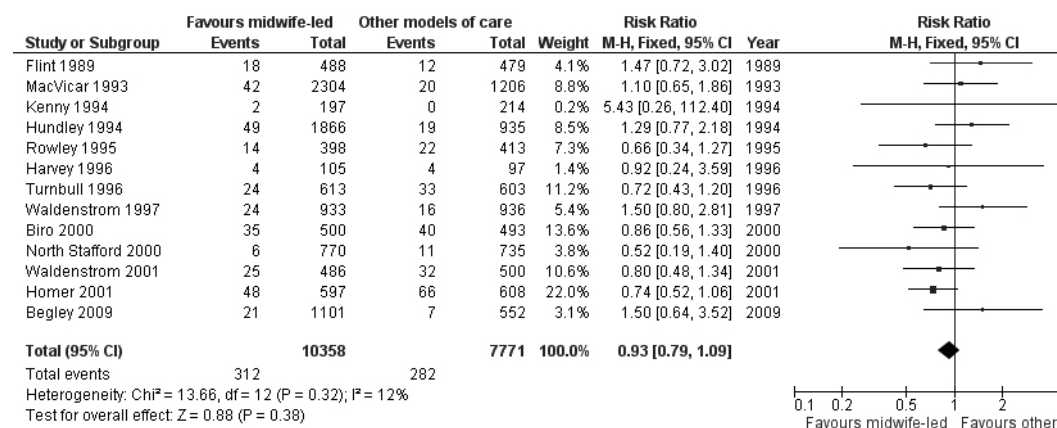 Favours midwife-led Other models of care Risk Ratio Risk Ratio
Study or Subgroup Events Total Events Total Weight M-H, Fixed, 95% CI Year M-H, Fixed, 95% CI
Flint 1989 18 488 12 479 4.1% 1.47 [0.72, 3.02] 1989
MacVicar 1993 42 2304 20 1206 8.8% 1.10 [0.65, 1.86] 1993
Kenny 1994 2 197 0 214 0.2% 5.43 [0.26, 112.40] 1994
Hundley 1994 49 1866 19 935 8.5% 1.29 [0.77, 2.18] 1994
Rowley 1995 14 398 22 413 7.3% 0.66 [0.34, 1.27] 1995
Harvey 1996 4 105 4 97 1.4% 0.92 [0.24, 3.59] 1996
Turnbull 1996 24 613 33 603 11.2% 0.72 [0.43, 1.20] 1996
Waldenstrom 1997 24 933 16 936 5.4% 1.50 [0.80, 2.81] 1997
Biro 2000 35 500 40 493 13.6% 0.86 [0.56, 1.33] 2000
North Stafford 2000 6 770 11 735 3.8% 0.52 [0.19, 1.40] 2000
Waldenstrom 2001 25 486 32 500 10.6% 0.80 [0.48, 1.34] 2001
Homer 2001 48 597 66 608 22.0% 0.74 [0.52, 1.06] 2001
Begley 2009 21 1101 7 552 3.1% 1.50 [0.64, 3.52] 2009
Total (95% CI) 10358 7771 100.0% 0.93 [0.79, 1.09]
Total events 312 282
Heterogeneity: Chi² = 13.66, df = 12 (P = 0.32); I² = 12%
Test for overall effect: Z = 0.88 (P = 0.38)
0.1 0.2 0.5 1 2
Favours midwife-led Favours other